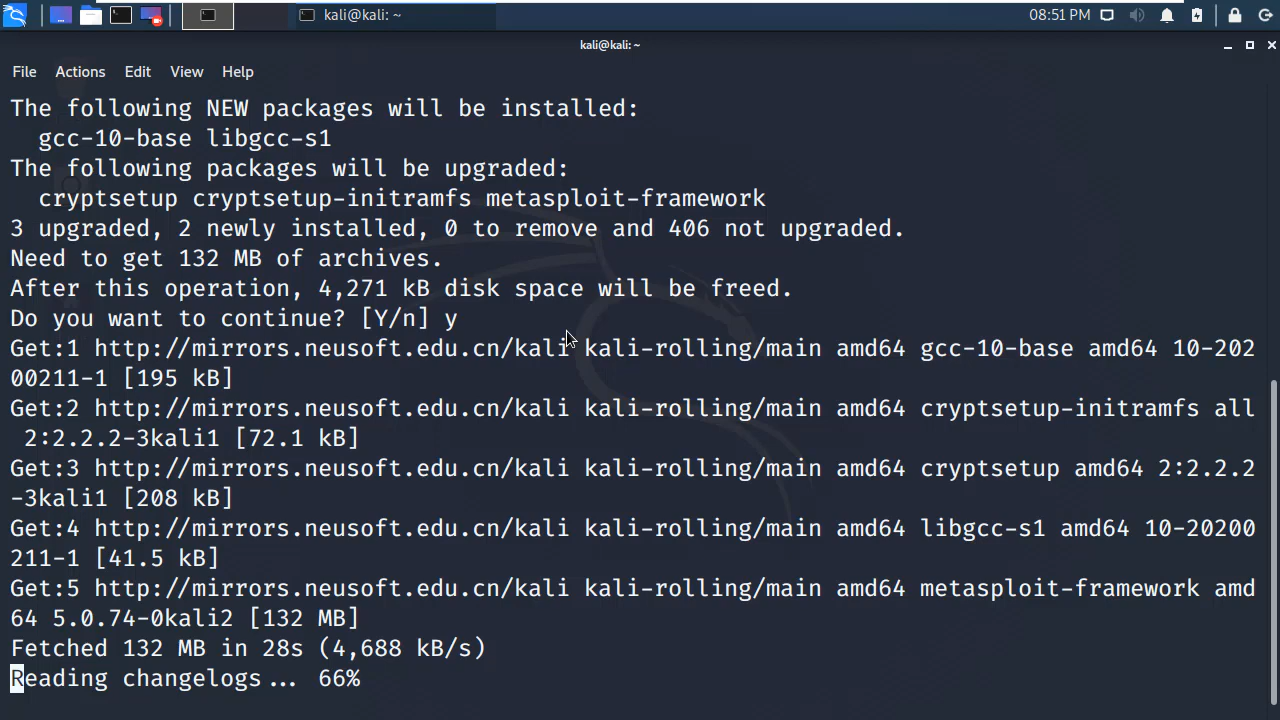 kali@kali: ~
08:51 PM
kali@kali: ~
File Actions Edit View Help
The following NEW packages will be installed:
gcc-10-base libgcc-s1
The following packages will be upgraded:
cryptsetup cryptsetup-initramfs metasploit-framework
3 upgraded, 2 newly installed, 0 to remove and 406 not upgraded.
Need to get 132 MB of archives.
After this operation, 4,271 kB disk space will be freed.
Do you want to continue? [Y/n] y
Get:1 http://mirrors.neusoft.edu.cn/kali kali-rolling/main amd64 gcc-10-base amd64 10-202
00211-1 [195 kB]
Get:2 http://mirrors.neusoft.edu.cn/kali kali-rolling/main amd64 cryptsetup-initramfs all
2:2.2.2-3kali1 [72.1 kB]
Get:3 http://mirrors.neusoft.edu.cn/kali kali-rolling/main amd64 cryptsetup amd64 2:2.2.2
-3kali1 [208 kB]
Get:4 http://mirrors.neusoft.edu.cn/kali kali-rolling/main amd64 libgcc-s1 amd64 10-20200
211-1 [41.5 kB]
Get:5 http://mirrors.neusoft.edu.cn/kali kali-rolling/main amd64 metasploit-framework amd
64 5.0.74-0kali2 [132 MB]
Fetched 132 MB in 28s (4,688 kB/s)
Reading changelogs... 66%